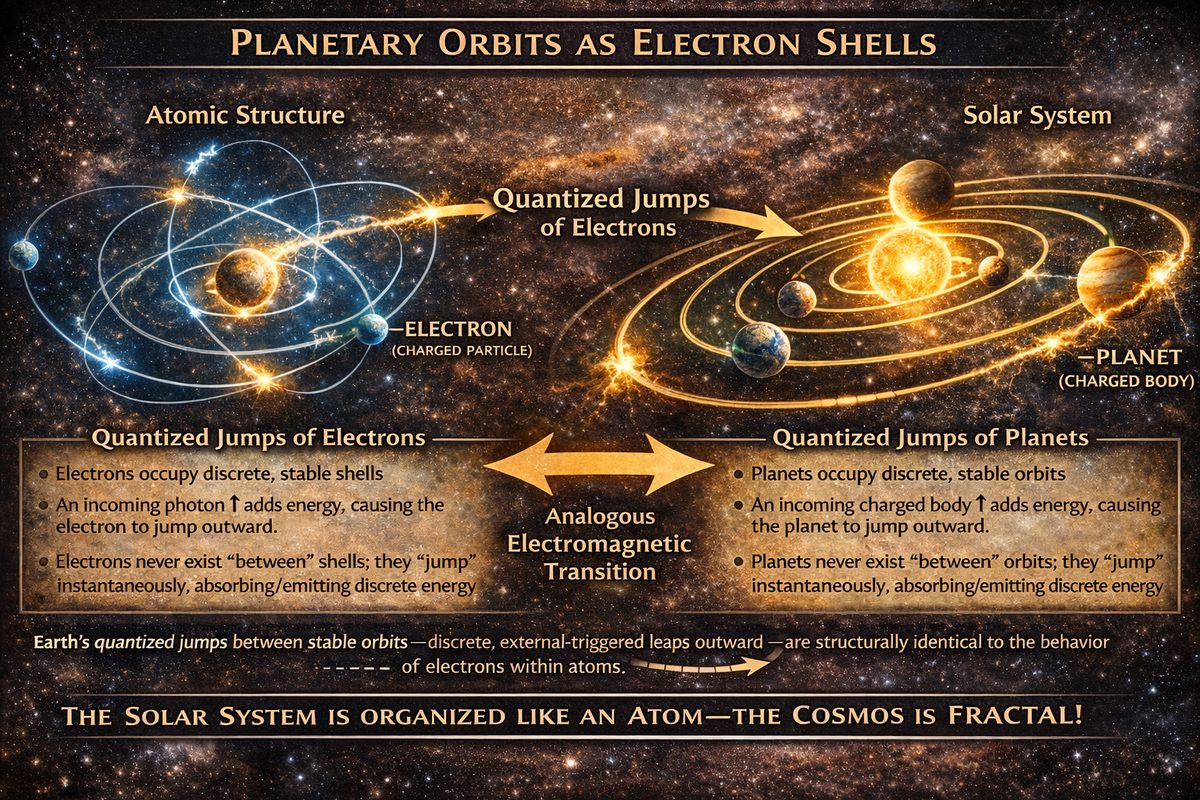 PLANETARY ORBITS AS ELECTRON SHELLS
Atomic Structure
Solar System
Quantized Jumps
of Electrons
—ELECTRON
(CHARGED PARTICLE)
—PLANET
(CHARGED BODY)
Quantized Jumps of Electrons
• Electrons occupy discrete, stable shells
• An incoming photon ↑ adds energy, causing the
electron to jump outward.
• Electrons never exist “between” shells; they “jump”
instantaneously, absorbing/emitting discrete energy
Analogous
Electromagnetic
Transition
Quantized Jumps of Planets
• Planets occupy discrete, stable orbits
• An incoming charged body ↑ adds energy, causing
the planet to jump outward.
• Planets never exist “between” orbits; they “jump”
instantaneously, absorbing/emitting discrete energy
Earth’s quantized jumps between stable orbits—discrete, external-triggered leaps outward—are structurally identical to the behavior
of electrons within atoms.
THE SOLAR SYSTEM IS ORGANIZED LIKE AN ATOM—THE COSMOS IS FRACTAL!